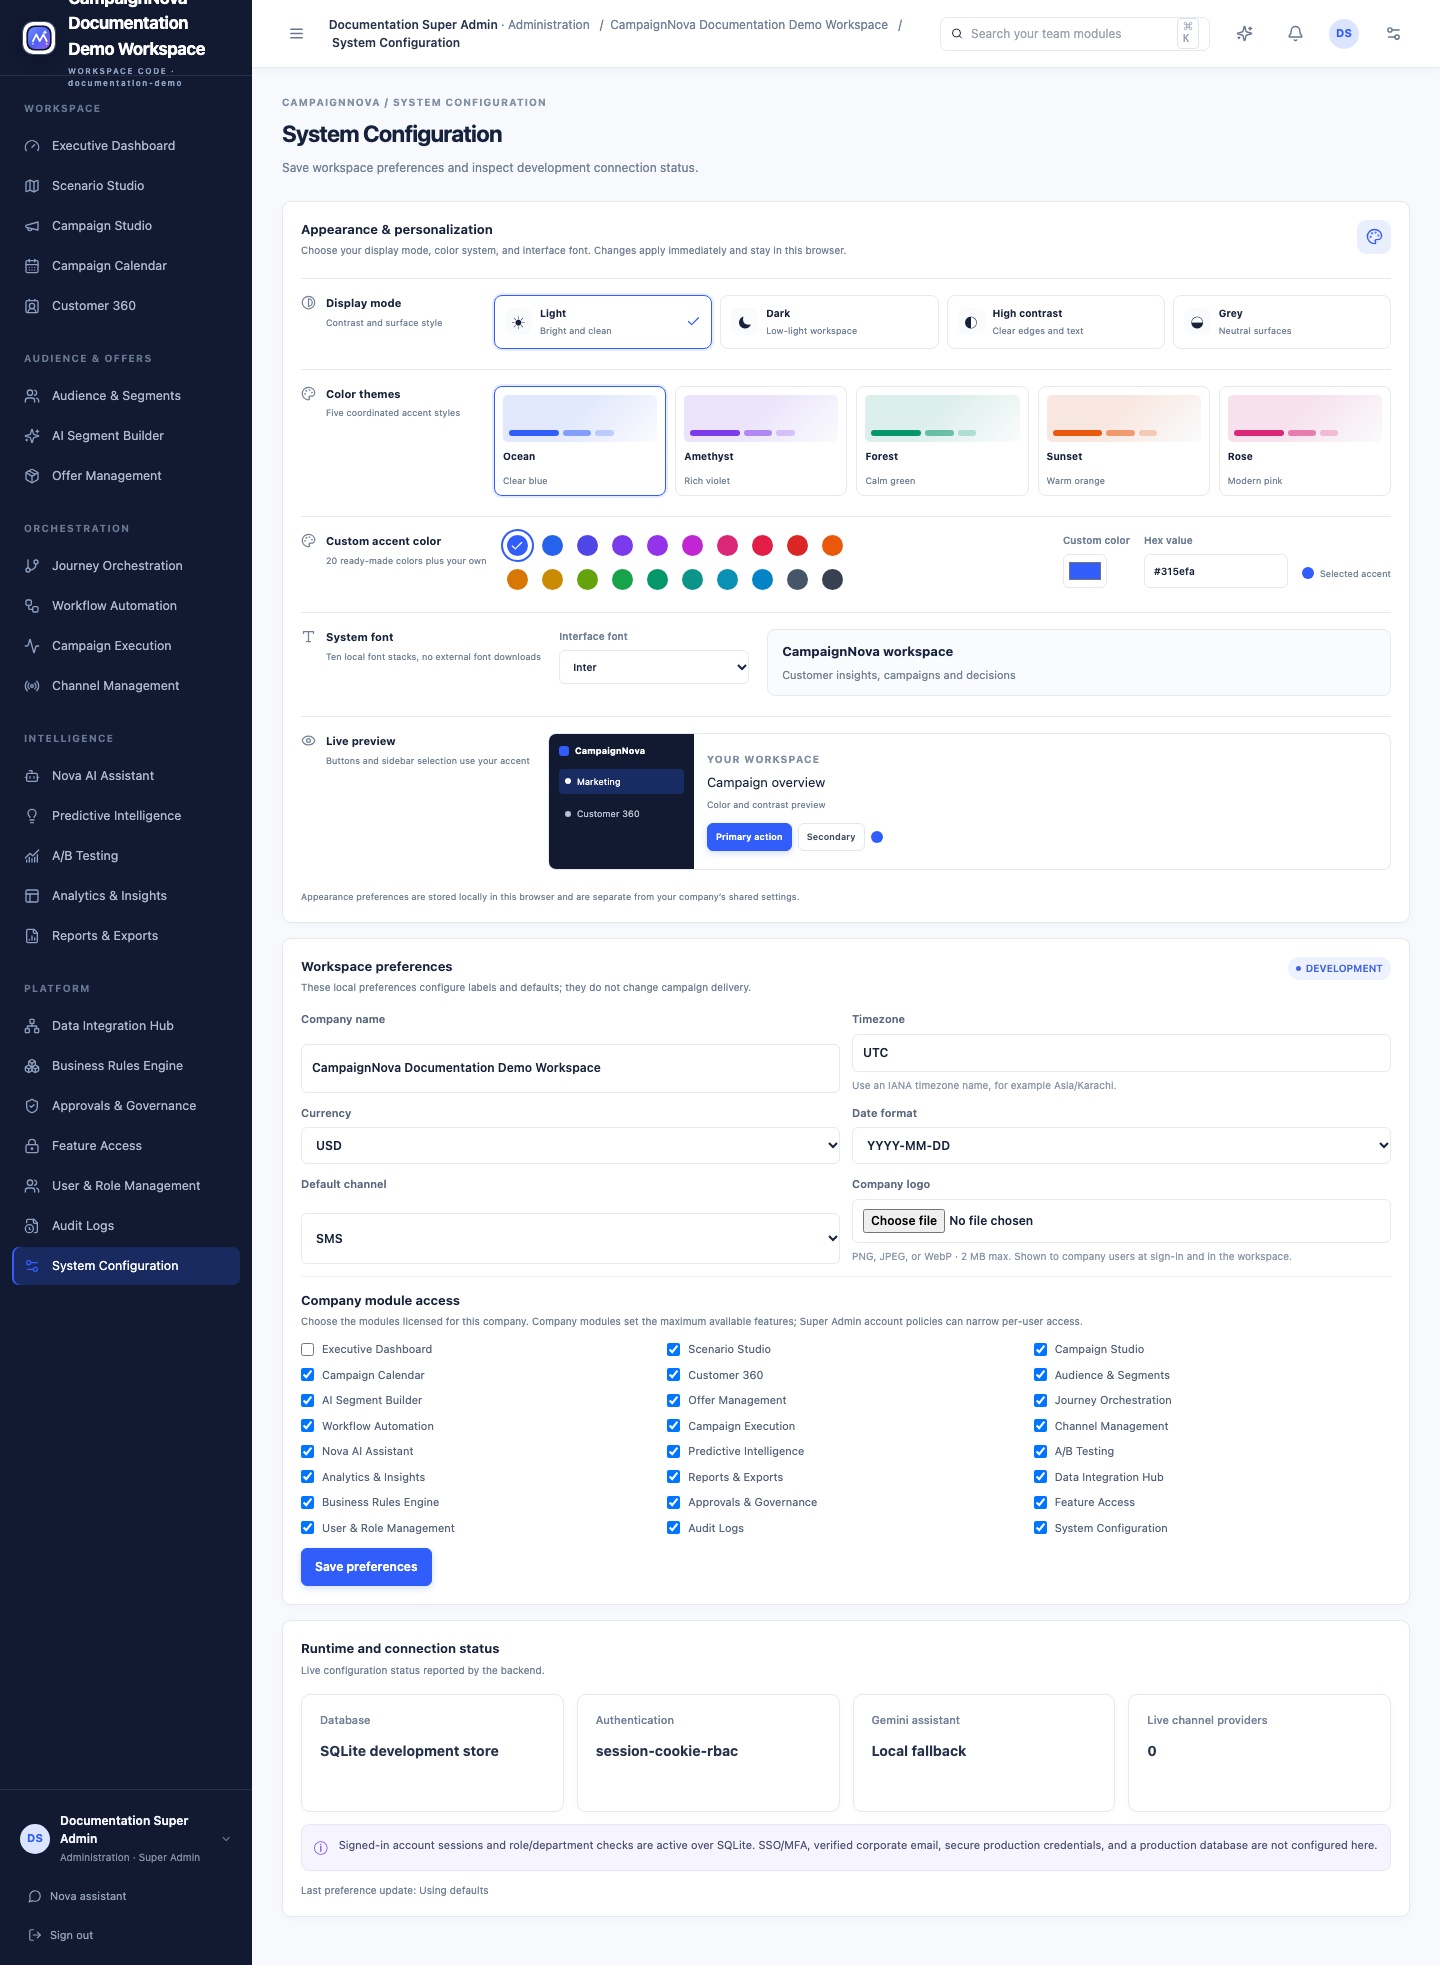 CampaignNova
Documentation
Demo Workspace
WORKSPACE CODE ·
documentation-demo
WORKSPACE
Executive Dashboard
Scenario Studio
Campaign Studio
Campaign Calendar
Customer 360
AUDIENCE & OFFERS
Audience & Segments
AI Segment Builder
Offer Management
ORCHESTRATION
Journey Orchestration
Workflow Automation
Campaign Execution
Channel Management
INTELLIGENCE
Nova AI Assistant
Predictive Intelligence
A/B Testing
Analytics & Insights
Reports & Exports
PLATFORM
Data Integration Hub
Business Rules Engine
Approvals & Governance
Feature Access
User & Role Management
Audit Logs
System Configuration
DS
Documentation Super
Admin
Administration · Super Admin
Nova assistant
Sign out
Documentation Super Admin · Administration / CampaignNova Documentation Demo Workspace /
System Configuration
Search your team modules
⌘
K
DS
CAMPAIGNNOVA / SYSTEM CONFIGURATION
System Configuration
Save workspace preferences and inspect development connection status.
Appearance & personalization
Choose your display mode, color system, and interface font. Changes apply immediately and stay in this browser.
Display mode
Contrast and surface style
Light
Bright and clean
Dark
Low-light workspace
High contrast
Clear edges and text
Grey
Neutral surfaces
Color themes
Five coordinated accent styles
Ocean
Clear blue
Amethyst
Rich violet
Forest
Calm green
Sunset
Warm orange
Rose
Modern pink
Custom accent color
20 ready-made colors plus your own
Custom color
Hex value
#315efa
Selected accent
System font
Ten local font stacks, no external font downloads
Interface font
Inter
CampaignNova workspace
Customer insights, campaigns and decisions
Live preview
Buttons and sidebar selection use your accent
CampaignNova
Marketing
Customer 360
YOUR WORKSPACE
Campaign overview
Color and contrast preview
Primary action
Secondary
Appearance preferences are stored locally in this browser and are separate from your company's shared settings.
Workspace preferences
DEVELOPMENT
These local preferences configure labels and defaults; they do not change campaign delivery.
Company name
CampaignNova Documentation Demo Workspace
Timezone
UTC
Use an IANA timezone name, for example Asia/Karachi.
Currency
USD
Date format
YYYY-MM-DD
Default channel
SMS
Company logo
Choose file No file chosen
PNG, JPEG, or WebP · 2 MB max. Shown to company users at sign-in and in the workspace.
Company module access
Choose the modules licensed for this company. Company modules set the maximum available features; Super Admin account policies can narrow per-user access.
Executive Dashboard
Scenario Studio
Campaign Studio
Campaign Calendar
Customer 360
Audience & Segments
AI Segment Builder
Offer Management
Journey Orchestration
Workflow Automation
Campaign Execution
Channel Management
Nova AI Assistant
Predictive Intelligence
A/B Testing
Analytics & Insights
Reports & Exports
Data Integration Hub
Business Rules Engine
Approvals & Governance
Feature Access
User & Role Management
Audit Logs
System Configuration
Save preferences
Runtime and connection status
Live configuration status reported by the backend.
Database
SQLite development store
Authentication
session-cookie-rbac
Gemini assistant
Local fallback
Live channel providers
0
Signed-in account sessions and role/department checks are active over SQLite. SSO/MFA, verified corporate email, secure production credentials, and a production database are not configured here.
Last preference update: Using defaults